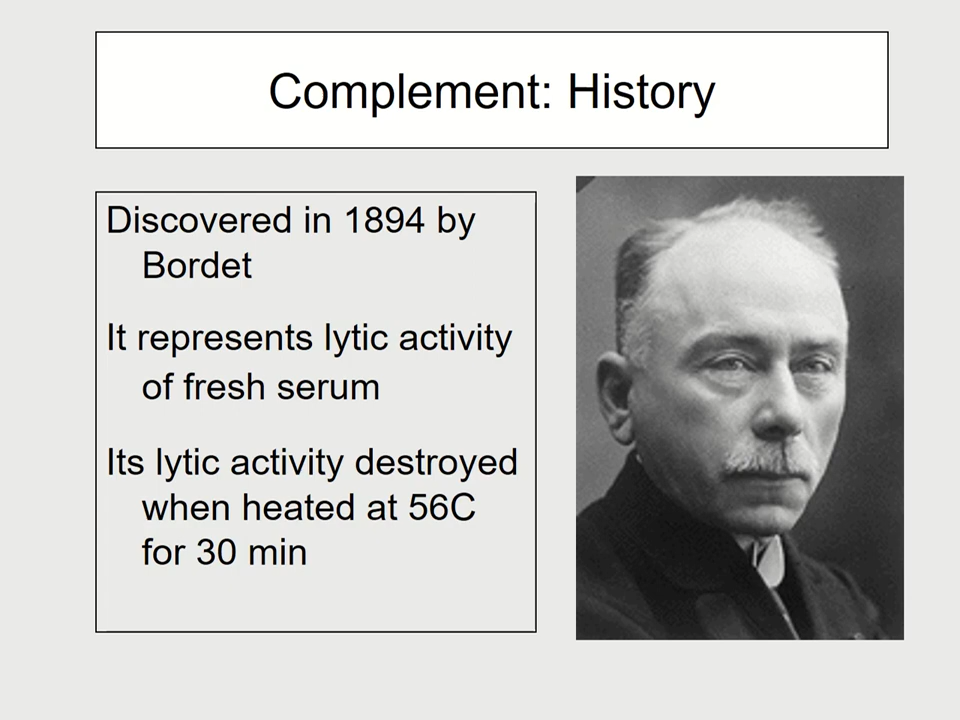 Complement: History
Discovered in 1894 by
Bordet
It represents lytic activity
of fresh serum
Its lytic activity destroyed
when heated at 56C
for 30 min